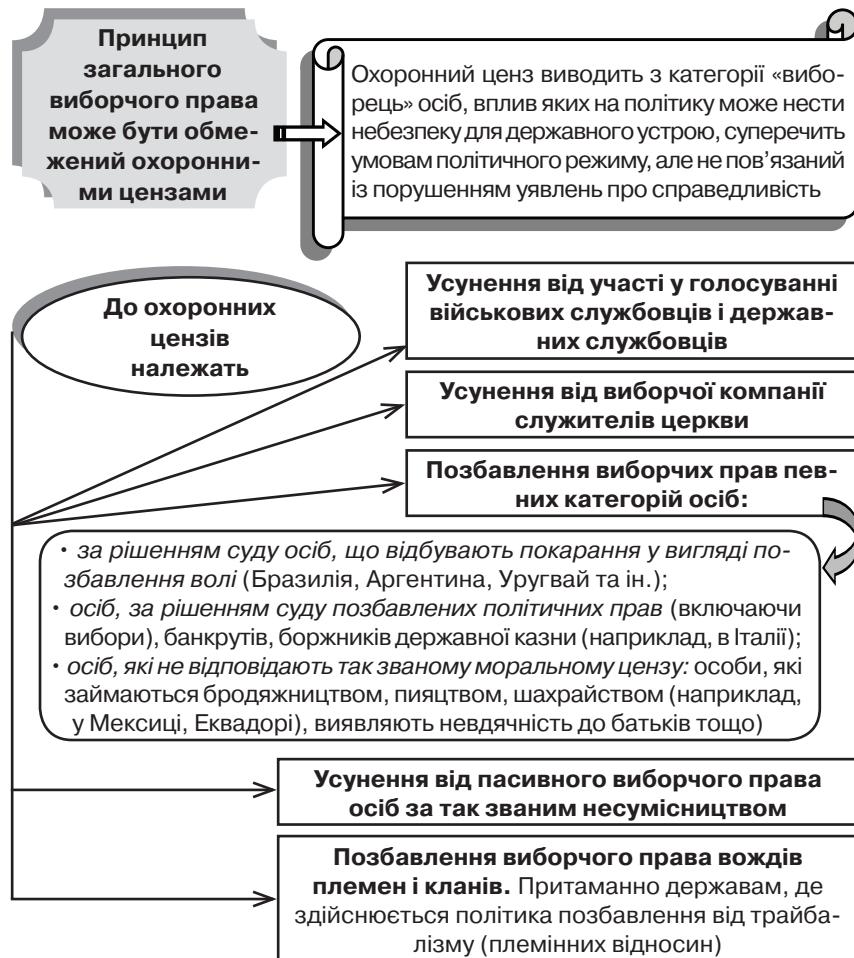 Принцип
загального
виборчого права
може бути обме-
жений охоронни-
ми цензами
Охоронний ценз виводить з категорії «вибо-
рець» осіб, вплив яких на політику може нести
небезпеку для державного устрою, суперечить
умовам політичного режиму, але не пов’язаний
із порушенням уявлень про справедливість
До охоронних
цензів
належать
Усунення від участі у голосуванні
військових службовців і держав-
них службовців
Усунення від виборчої компанії
служителів церкви
Позбавлення виборчих прав пев-
них категорій осіб:
• за рішенням суду осіб, що відбувають покарання у вигляді по-
збавлення волі (Бразилія, Аргентина, Уругвай та ін.);
• осіб, за рішенням суду позбавлених політичних прав (включаючи
вибори), банкрутів, боржників державної казни (наприклад, в Італії);
• осіб, які не відповідають так званому моральному цензу: особи, які
займаються бродяжництвом, пияцтвом, шахрайством (наприклад,
у Мексиці, Еквадорі), виявляють невдячність до батьків тощо)
Усунення від пасивного виборчого права
осіб за так званим несумісництвом
Позбавлення виборчого права вождів
племен і кланів. Притаманно державам, де
здійснюється політика позбавлення від трайба-
лізму (племінних відносин)